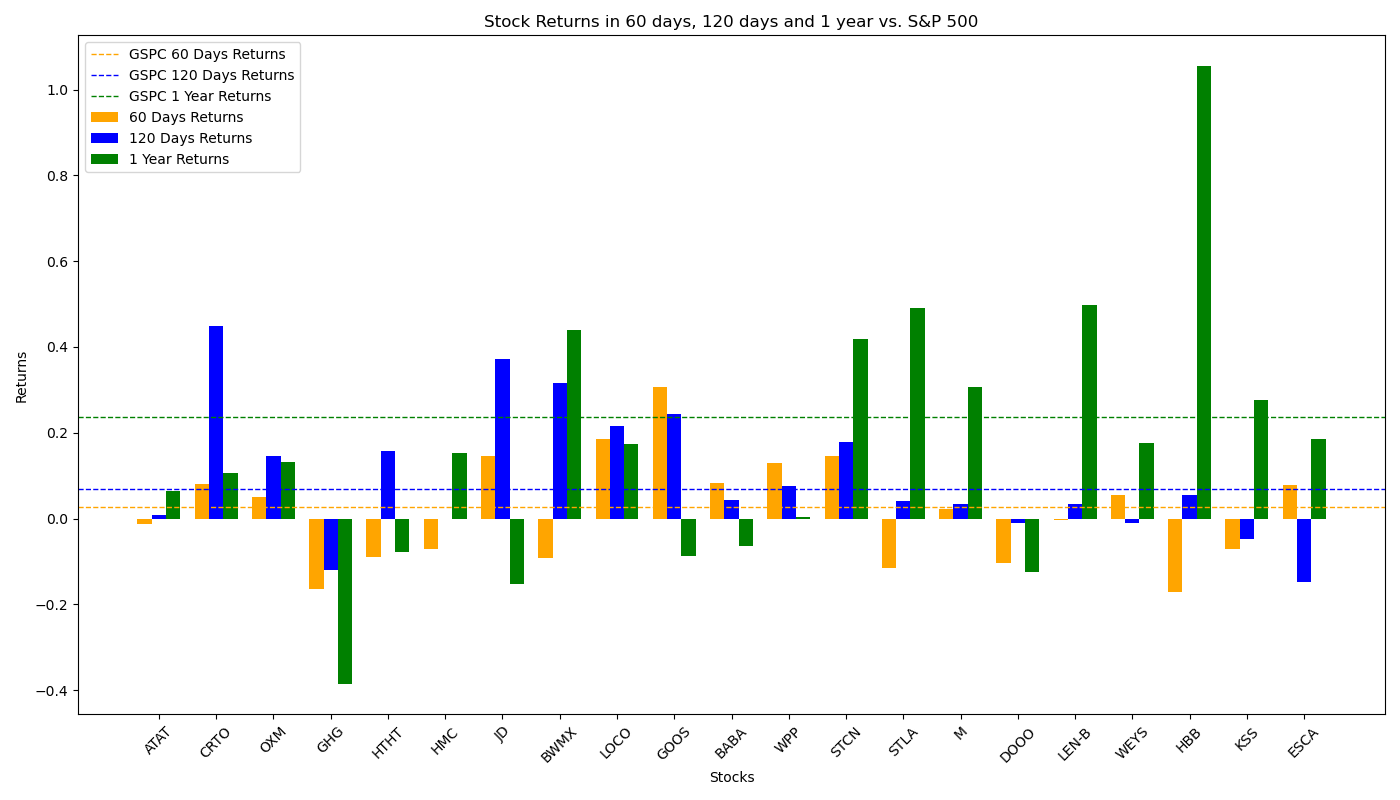 Stock Returns in 60 days, 120 days and 1 year vs. S&P 500
GSPC 60 Days Returns
GSPC 120 Days Returns
GSPC 1 Year Returns
60 Days Returns
120 Days Returns
1 Year Returns
1.0
0.8
0.6
0.4
0.2
0.0
−0.2
−0.4
Returns
ATAT
CRTO
OXM
GHG
HTHT
HMC
JD
BWMX
LOCO
GOOS
BABA
WPP
STCN
STLA
M
DOOO
LEN-B
WEYS
HBB
KSS
ESCA
Stocks